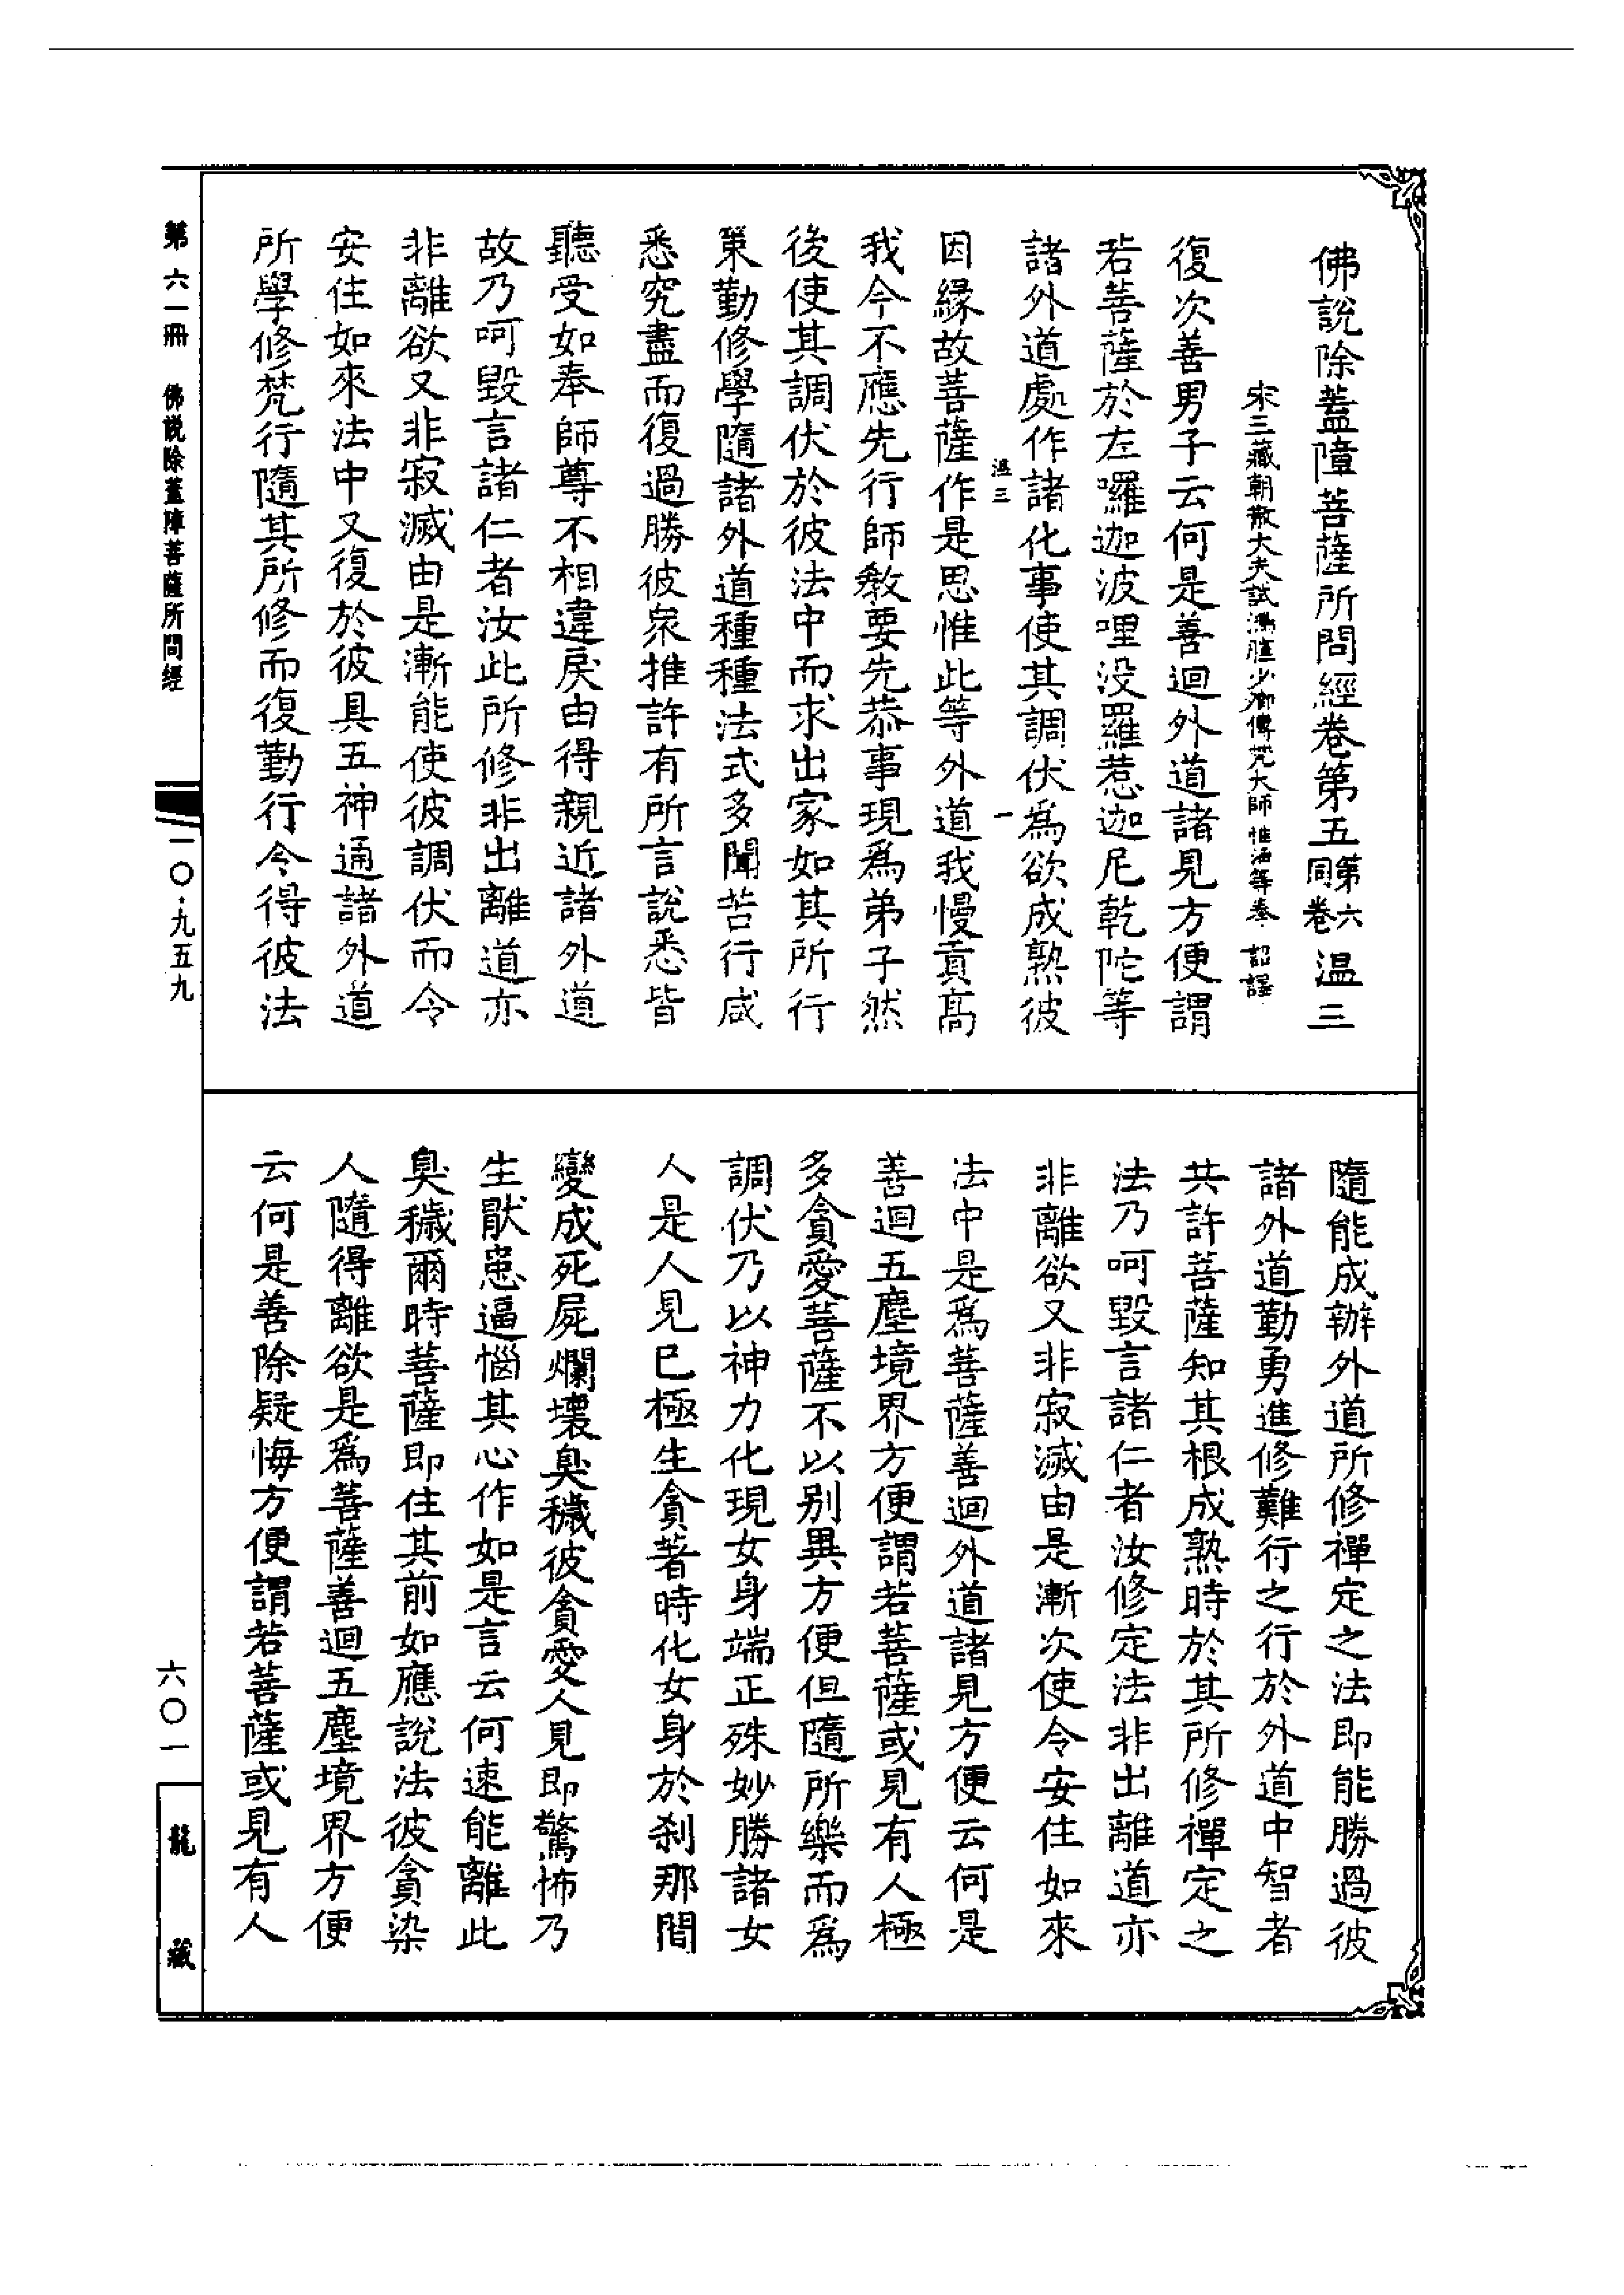 佛說除蓋障菩薩所問經卷第五 第六同卷 温三
宋三藏朝散大夫試鴻臚少卿傳梵大師惟淨等奉 詔譯
復次善男子云何是善迴外道諸見方便謂
若菩薩於左囉迦波哩没羅惹迦尼乾陀等
諸外道處作諸化事使其調伏為欲成熟彼
温三 一
因緣故菩薩作是思惟此等外道我慢貢高
我今不應先行師教要先恭事現為弟子然
後使其調伏於彼法中而求出家如其所行
策勤修學隨諸外道種種法式多聞苦行咸
悉究盡而復過勝彼衆推許有所言說悉皆
聽受如奉師尊不相違戾由得親近諸外道
故乃呵毀言諸仁者汝此所修非出離道亦
非離欲又非寂滅由是漸能使彼調伏而令
安住如來法中又復於彼具五神通諸外道
所學修梵行隨其所修而復勤行令得彼法
隨能成辦外道所修禪定之法即能勝過彼
諸外道勤勇進修難行之行於外道中智者
共許菩薩知其根成熟時於其所修禪定之
法乃呵毀言諸仁者汝修定法非出離道亦
非離欲又非寂滅由是漸次使令安住如來
法中是為菩薩善迴外道諸見方便云何是
善迴五塵境界方便謂若菩薩或見有人極
多貪愛菩薩不以别異方便但隨所樂而為
調伏乃以神力化現女身端正殊妙勝諸女
人是人見已極生貪著時化女身於刹那間
變成死屍爛壞臭穢彼貪愛人見即驚怖乃
生厭患逼惱其心作如是言云何速能離此
臭穢爾時菩薩即住其前如應說法彼貪染
人隨得離欲是為菩薩善迴五塵境界方便
云何是善除疑悔方便謂若菩薩或見有人
第六一冊 佛説除蓋障菩薩所問經
一〇·九五九
六〇一
龍藏